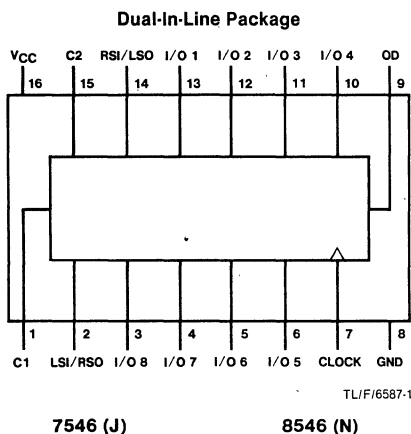 Dual-In-Line Package
VCC C2 RSI/LSO I/O 1 I/O 2 I/O 3 I/O 4 OD
16 15 14 13 12 11 10 9
1 2 3 4 5 6 7 8
C1 LSI/RSO I/O 8 I/O 7 I/O 6 I/O 5 CLOCK GND
TL/F/6587-1
7546 (J) 8546 (N)